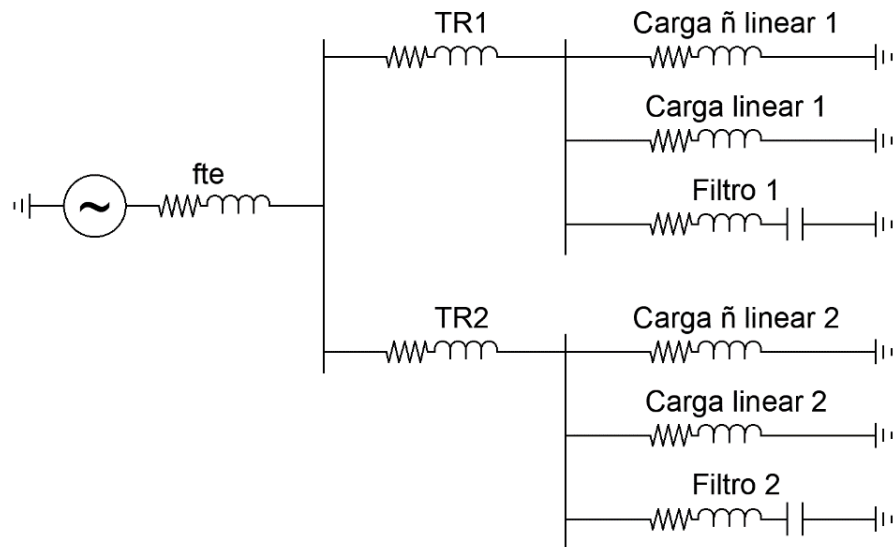 TR1
Carga ñ linear 1
Carga linear 1
fte
Filtro 1
~
TR2
Carga ñ linear 2
Carga linear 2
Filtro 2